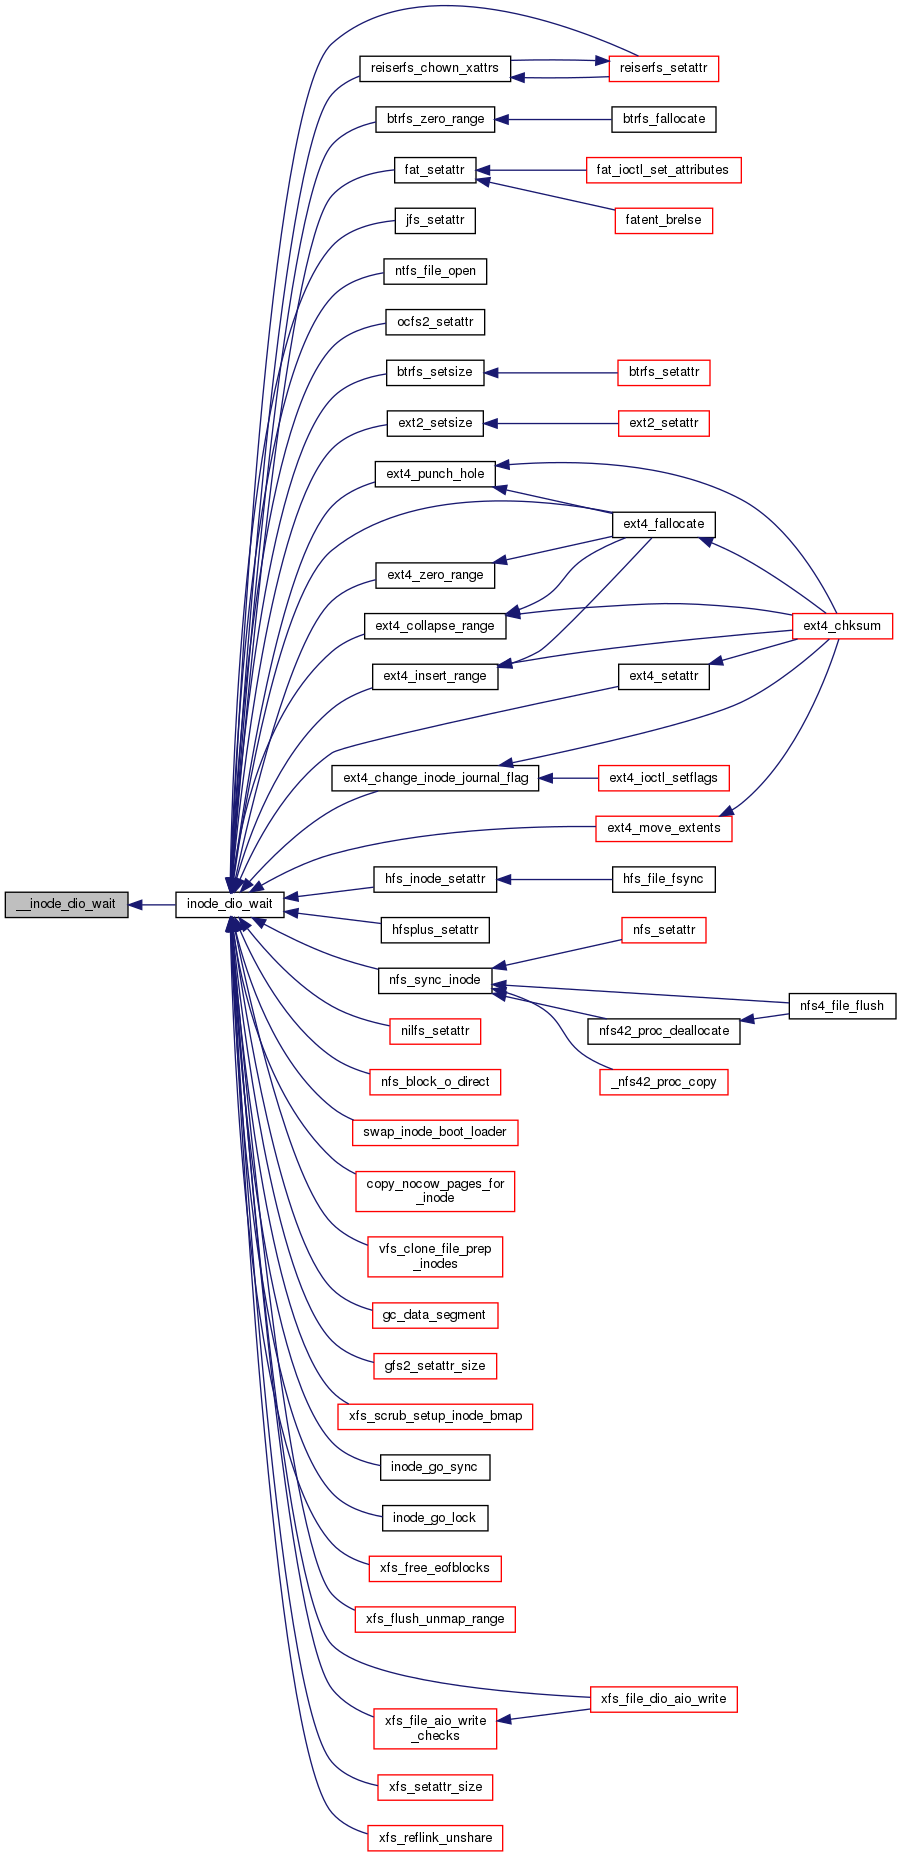 reiserfs_chown_xattrs
reiserfs_setattr
btrfs_zero_range
btrfs_fallocate
fat_setattr
fat_ioctl_set_attributes
fatent_brelse
jfs_setattr
ntfs_file_open
ocfs2_setattr
btrfs_setsize
btrfs_setattr
ext2_setsize
ext2_setattr
ext4_punch_hole
ext4_fallocate
ext4_zero_range
ext4_collapse_range
ext4_chksum
ext4_insert_range
ext4_setattr
ext4_change_inode_journal_flag
ext4_ioctl_setflags
ext4_move_extents
hfs_inode_setattr
hfs_file_fsync
__inode_dio_wait
inode_dio_wait
hfsplus_setattr
nfs_setattr
nfs_sync_inode
nfs4_file_flush
nilfs_setattr
nfs42_proc_deallocate
nfs_block_o_direct
_nfs42_proc_copy
swap_inode_boot_loader
copy_nocow_pages_for
_inode
vfs_clone_file_prep
_inodes
gc_data_segment
gfs2_setattr_size
xfs_scrub_setup_inode_bmap
inode_go_sync
inode_go_lock
xfs_free_eofblocks
xfs_flush_unmap_range
xfs_file_dio_aio_write
xfs_file_aio_write
_checks
xfs_setattr_size
xfs_reflink_unshare